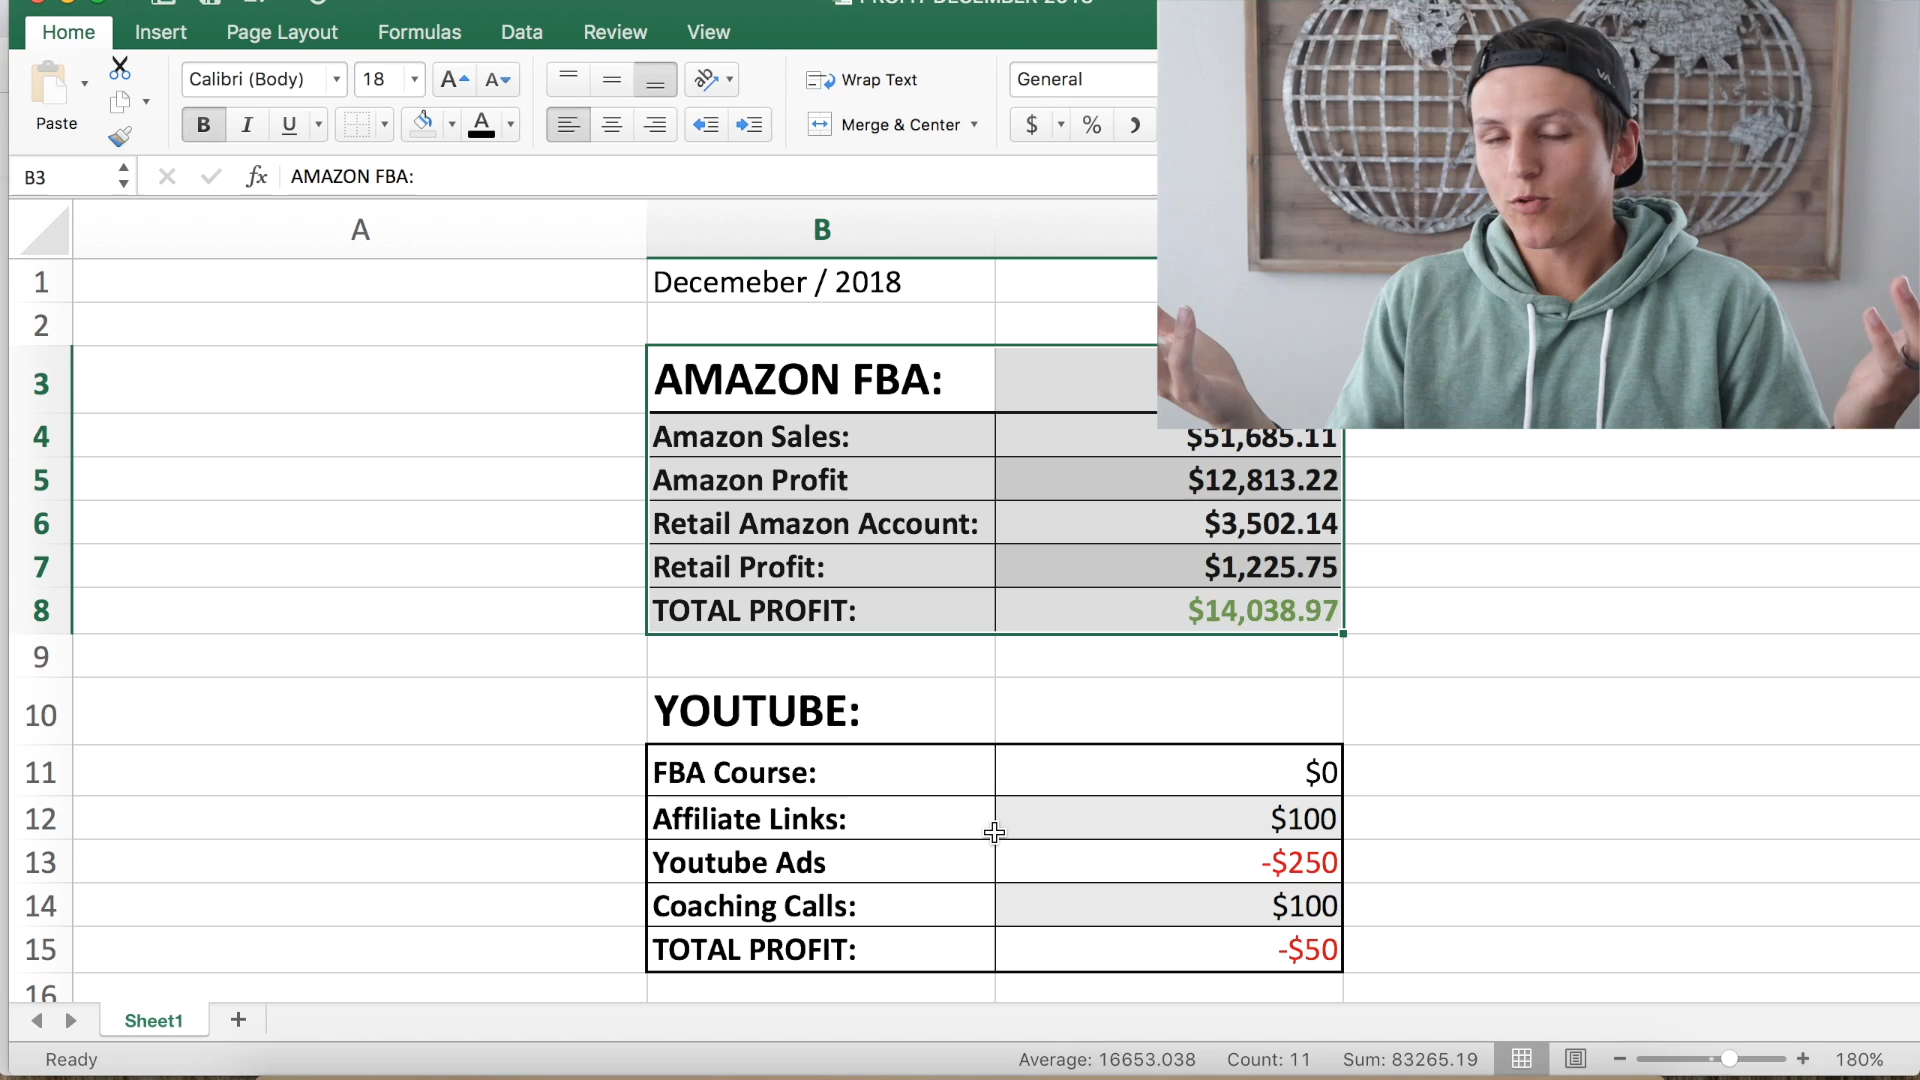 PROFIT DECEMBER 2018
Home Insert Page Layout Formulas Data Review View
Calibri (Body) 18 A A Wrap Text General
Paste B I U A Merge & Center $ %
B3 fx AMAZON FBA:
A B
1 Decemeber / 2018
2
3 AMAZON FBA:
4 Amazon Sales: $51,685.11
5 Amazon Profit $12,813.22
6 Retail Amazon Account: $3,502.14
7 Retail Profit: $1,225.75
8 TOTAL PROFIT: $14,038.97
9
10 YOUTUBE:
11 FBA Course: $0
12 Affiliate Links: $100
13 Youtube Ads -$250
14 Coaching Calls: $100
15 TOTAL PROFIT: -$50
16
Sheet1 +
Ready Average: 16653.038 Count: 11 Sum: 83265.19 180%